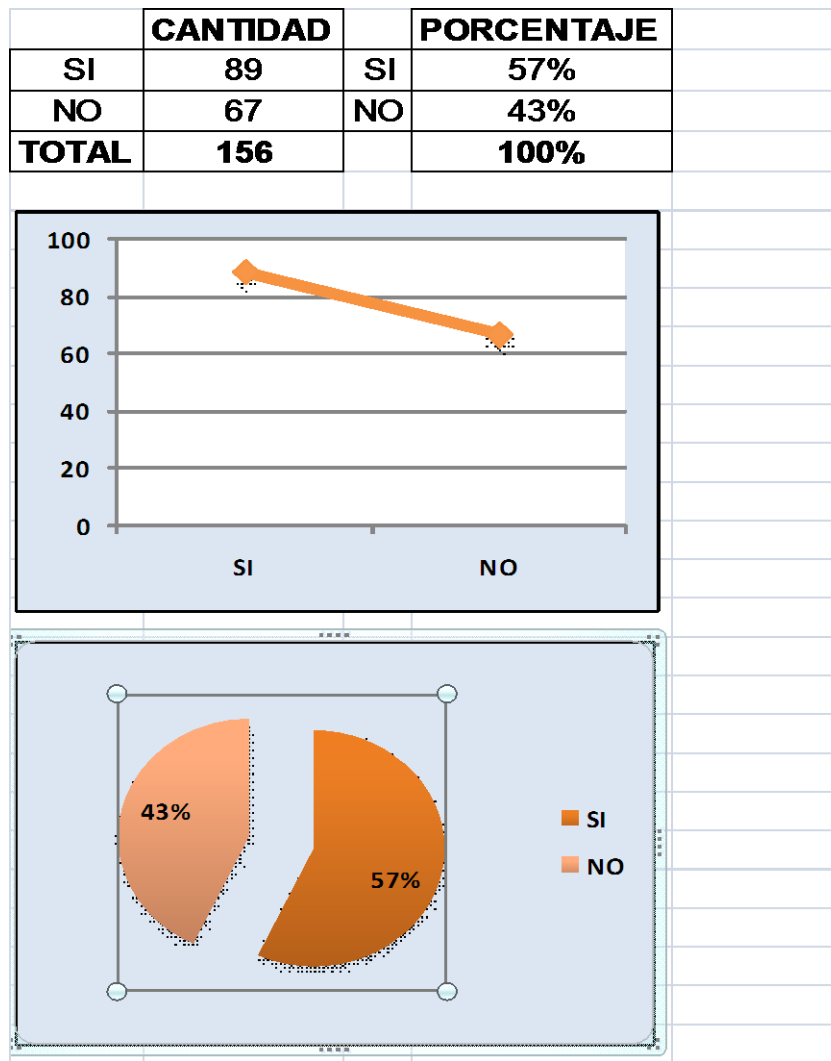 CANTIDAD PORCENTAJE
SI 89 SI 57%
NO 67 NO 43%
TOTAL 156 100%
100
80
60
40
20
0
SI NO
43%
57%
SI
NO